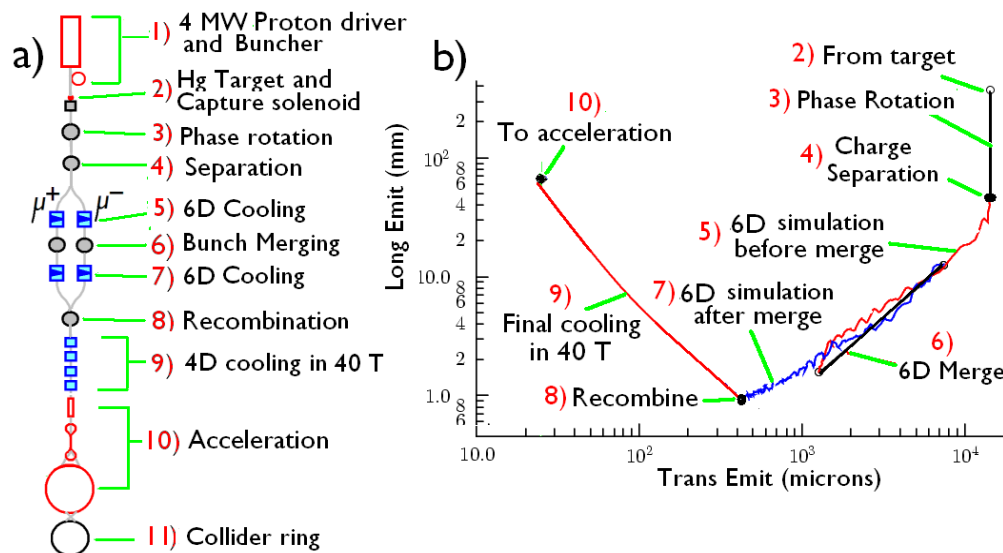 a)
1) 4 MW Proton driver
and Buncher
2) Hg Target and
Capture solenoid
3) Phase rotation
4) Separation
μ+ μ−
5) 6D Cooling
6) Bunch Merging
7) 6D Cooling
8) Recombination
9) 4D cooling in 40 T
10) Acceleration
11) Collider ring
b)
Long Emit (mm)
2
10²
8
6
4
2
10.0
8
6
4
2
1.0
8
6
10.0 10² 10³ 10⁴
Trans Emit (microns)
2) From target
3) Phase Rotation
4) Charge
Separation
5) 6D simulation
before merge
6)
6D Merge
7) 6D simulation
after merge
8) Recombine
9)
Final cooling
in 40 T
10)
To acceleration